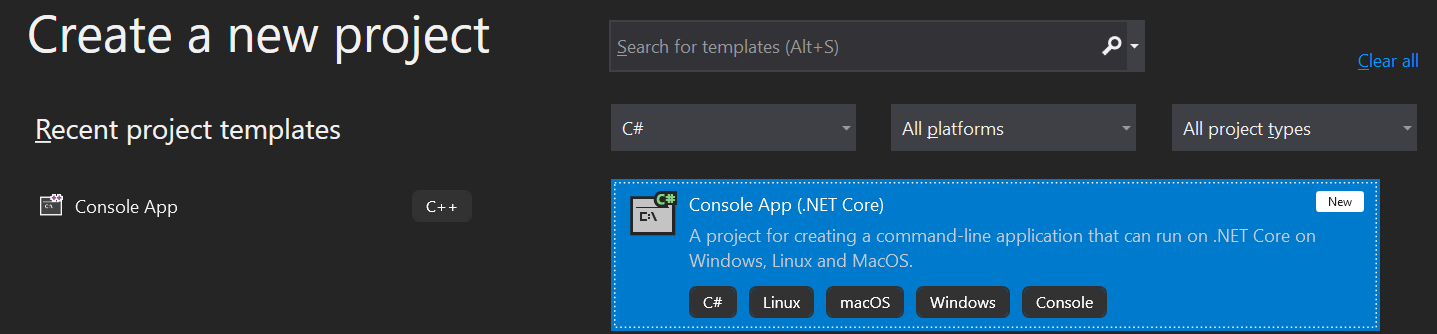 Create a new project
Search for templates (Alt+S)
Clear all
Recent project templates
C#
All platforms
All project types
Console App
C++
C#
C:\
Console App (.NET Core)
New
A project for creating a command-line application that can run on .NET Core on
Windows, Linux and MacOS.
C#
Linux
macOS
Windows
Console